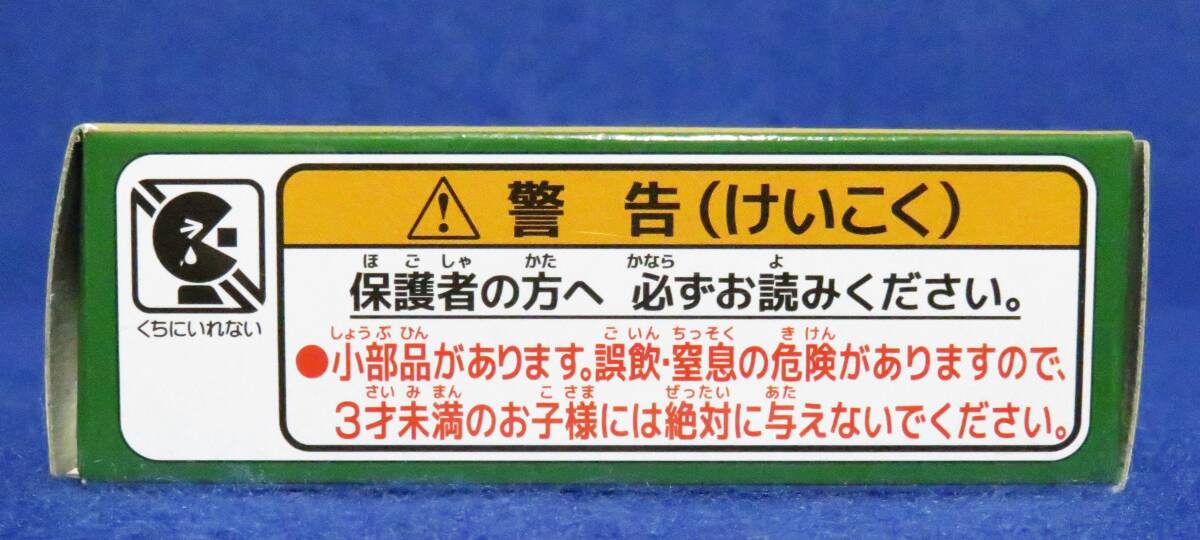 警 告(けいこく)
ほごしゃ かた かなら よ
保護者の方へ 必ずお読みください。
くちにいれない
しょうぶひん ごいん ちっそく きけん
●小部品があります。誤飲・窒息の危険がありますので、
さいみまん こさま ぜったい あた
3才未満のお子様には絶対に与えないでください。